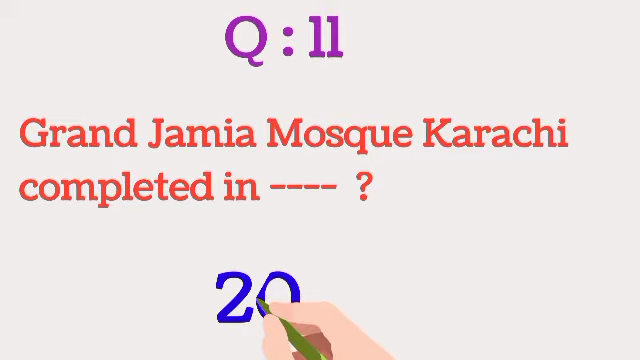 Q : 11
Grand Jamia Mosque Karachi
completed in ---- ?
20